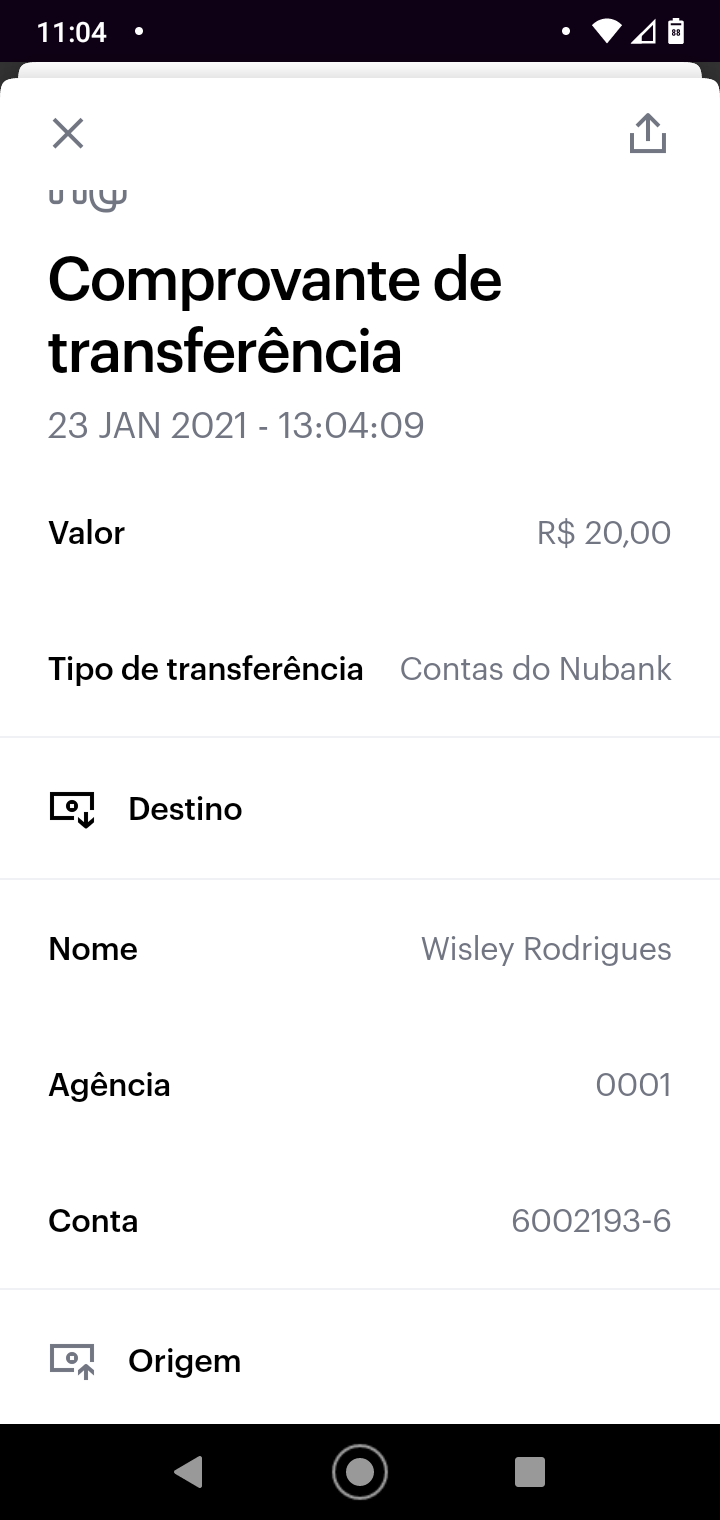 11:04
88
Comprovante de
transferência
23 JAN 2021 - 13:04:09
Valor R$ 20,00
Tipo de transferência Contas do Nubank
Destino
Nome Wisley Rodrigues
Agência 0001
Conta 6002193-6
Origem